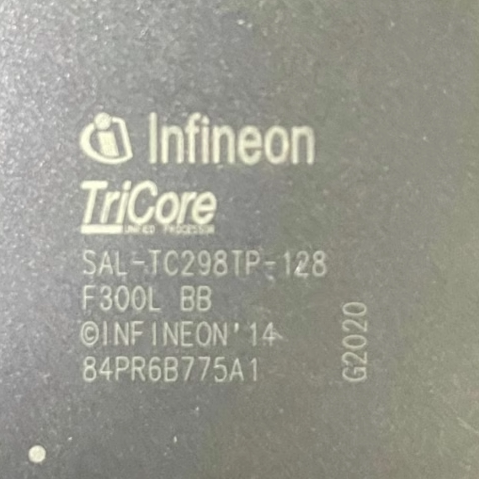 Infineon
TriCore
UNIFIED PROCESSOR
SAL-TC298TP-128
F300L BB
©INFINEON'14
84PR6B775A1
G2020